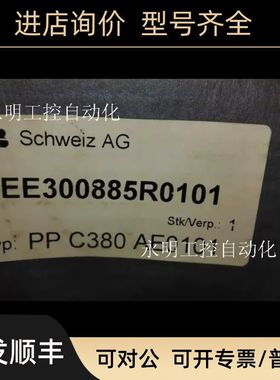 进店询价 型号齐全
永明工控自动化
Schweiz AG
EE300885R0101
Stk/Verp.: 1
yp: PP C380 AE0101
永明工控自动化
发顺丰
可对公 可开专票/普